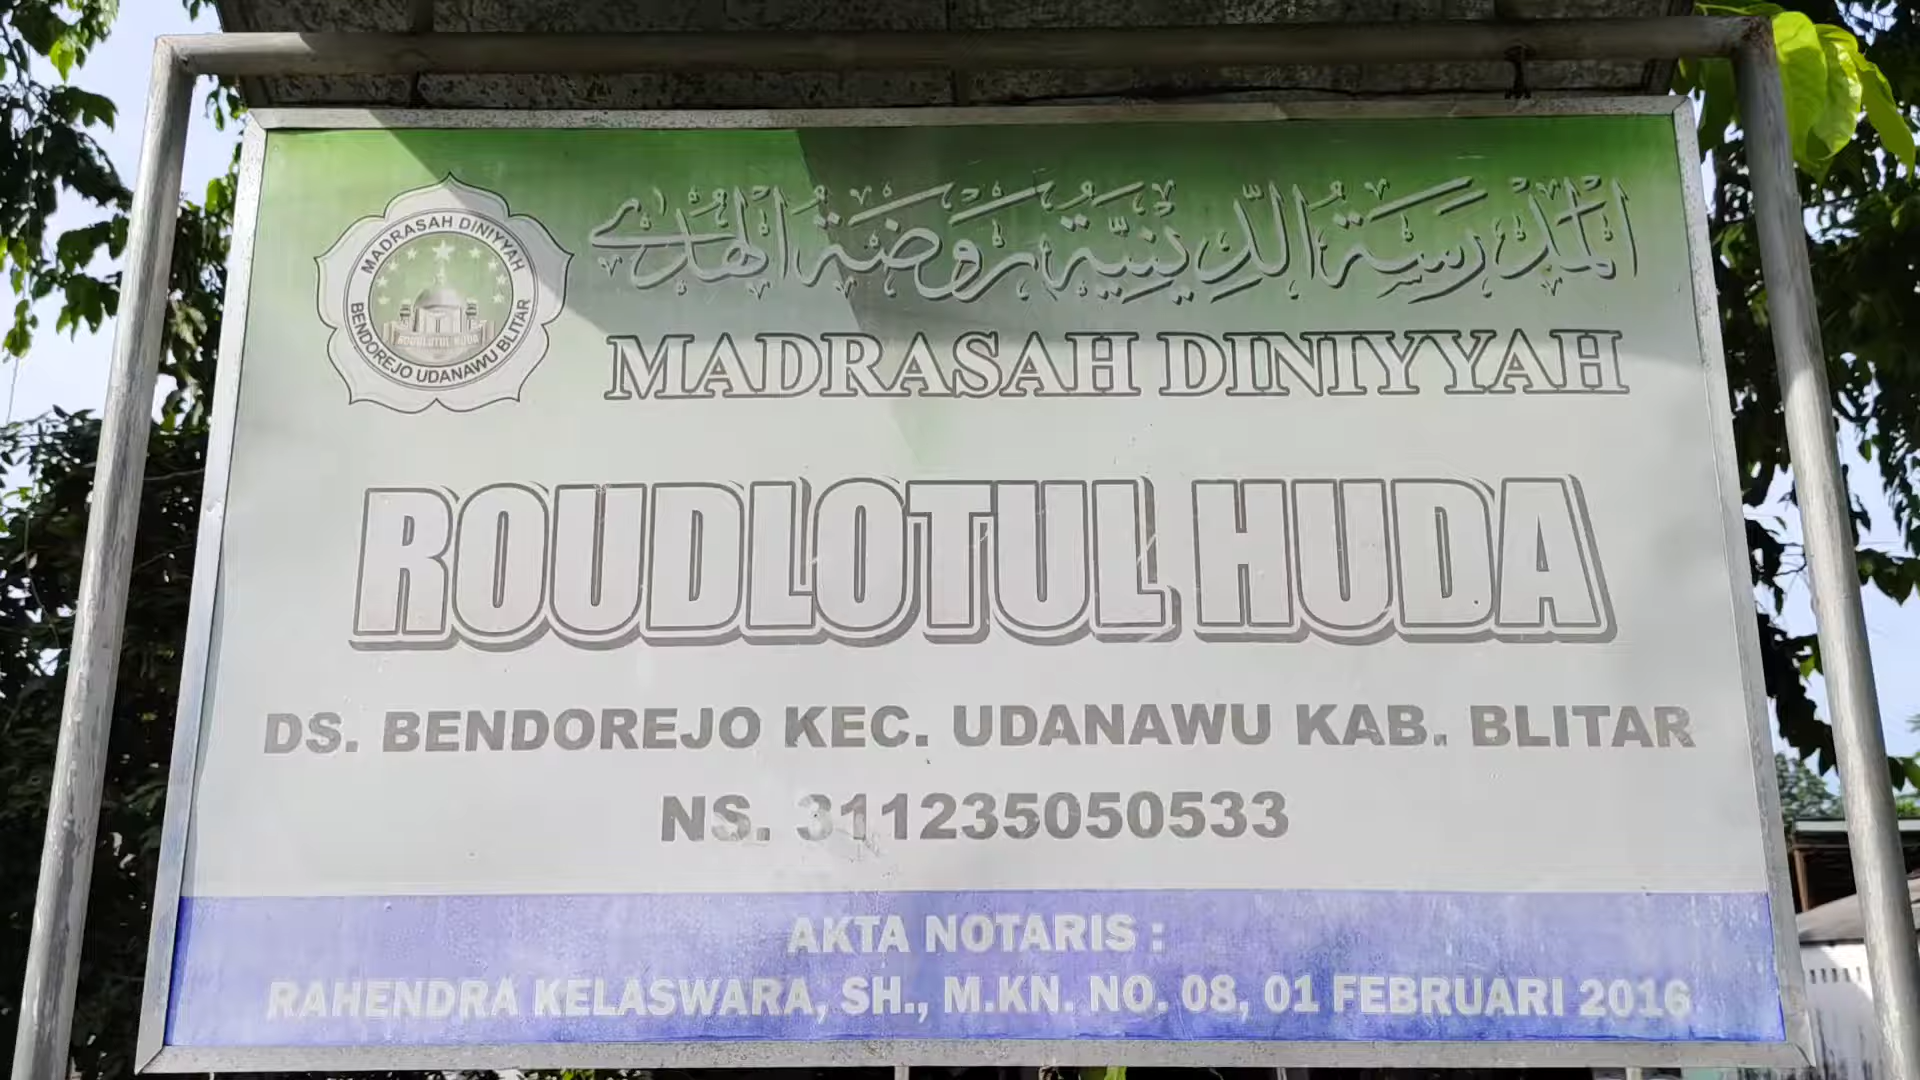 المدرسة الدينية روضة الهدى
MADRASAH DINIYYAH
BENDOREJO UDANAWU BLITAR
ROUDLOTUL HUDA
MADRASAH DINIYYAH
ROUDLOTUL HUDA
DS. BENDOREJO KEC. UDANAWU KAB. BLITAR
NS. 311235050533
AKTA NOTARIS :
RAHENDRA KELASWARA, SH., M.KN. NO. 08, 01 FEBRUARI 2016